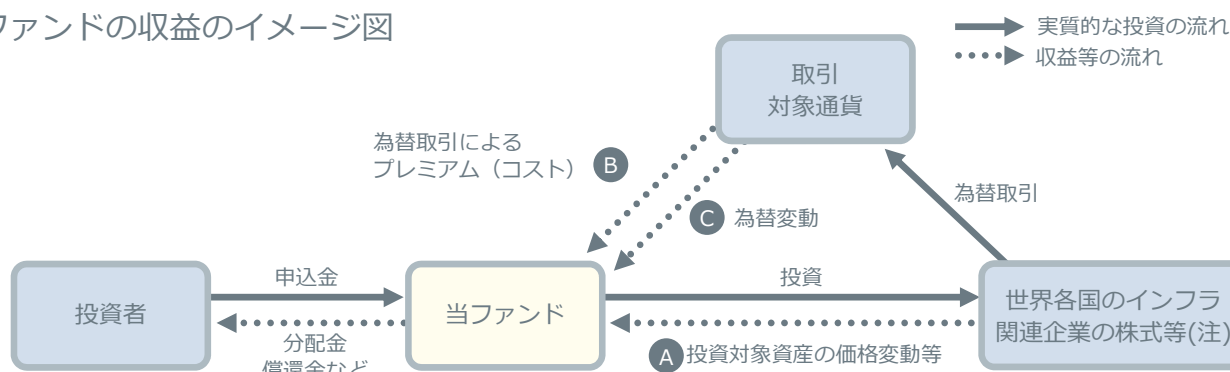 ファンドの収益のイメージ図
実質的な投資の流れ
収益等の流れ
取引
対象通貨
為替取引による
プレミアム（コスト）
B
C
為替変動
為替取引
投資者
申込金
分配金
償還金など
当ファンド
投資
A
投資対象資産の価格変動等
世界各国のインフラ
関連企業の株式等(注)